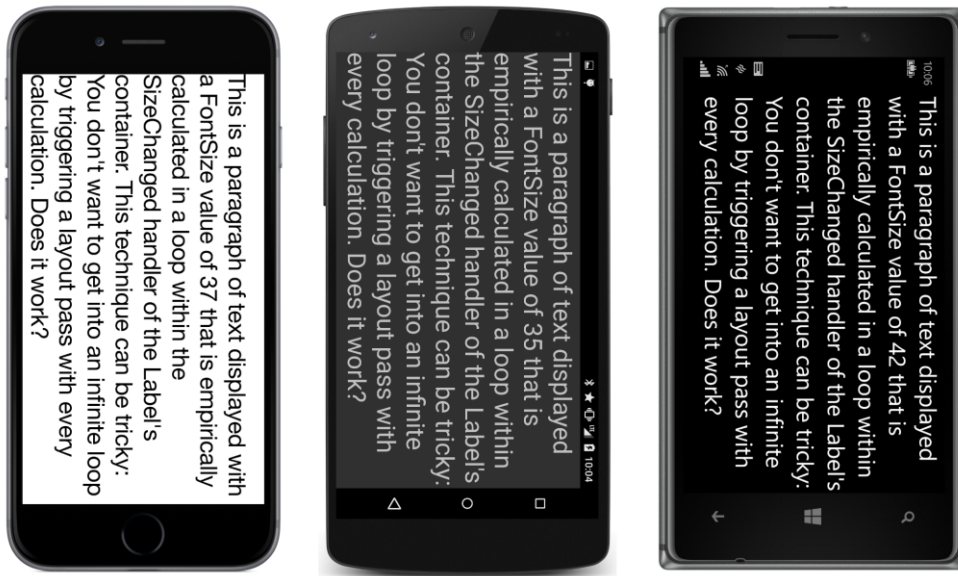 This is a paragraph of text displayed with
a FontSize value of 37 that is empirically
calculated in a loop within the
SizeChanged handler of the Label's
container. This technique can be tricky:
You don't want to get into an infinite loop
by triggering a layout pass with every
calculation. Does it work?
10:04
This is a paragraph of text displayed
with a FontSize value of 35 that is
empirically calculated in a loop within
the SizeChanged handler of the Label's
container. This technique can be tricky:
You don't want to get into an infinite
loop by triggering a layout pass with
every calculation. Does it work?
10:06
This is a paragraph of text displayed
with a FontSize value of 42 that is
empirically calculated in a loop within
the SizeChanged handler of the Label's
container. This technique can be tricky:
You don't want to get into an infinite
loop by triggering a layout pass with
every calculation. Does it work?